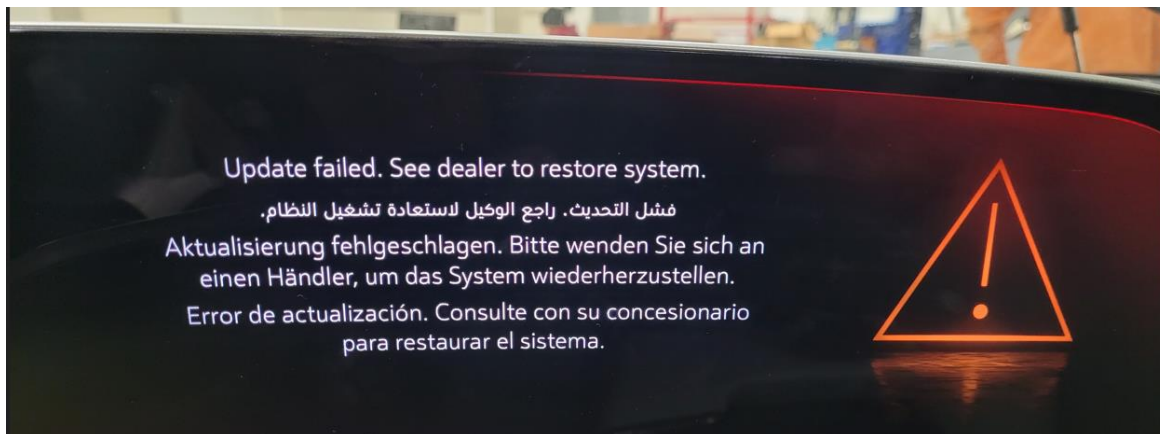 Update failed. See dealer to restore system.
فشل التحديث. راجع الوكيل لاستعادة تشغيل النظام.
Aktualisierung fehlgeschlagen. Bitte wenden Sie sich an
einen Händler, um das System wiederherzustellen.
Error de actualización. Consulte con su concesionario
para restaurar el sistema.